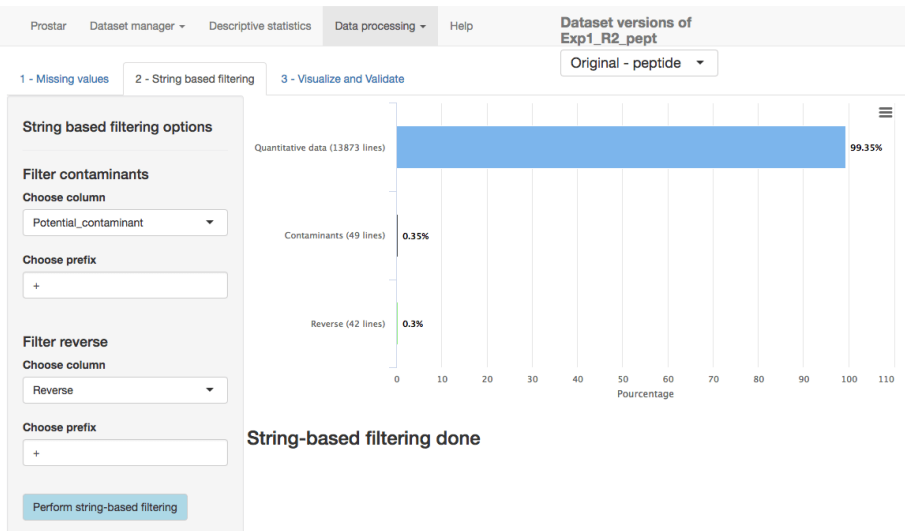 Prostar
Dataset manager
Descriptive statistics
Data processing
Help
Dataset versions of
Exp1_R2_pept
Original - peptide
1 - Missing values
2 - String based filtering
3 - Visualize and Validate
String based filtering options
Filter contaminants
Choose column
Potential_contaminant
Choose prefix
+
Filter reverse
Choose column
Reverse
Choose prefix
+
Perform string-based filtering
Quantitative data (13873 lines)
99.35%
Contaminants (49 lines)
0.35%
Reverse (42 lines)
0.3%
0 10 20 30 40 50 60 70 80 90 100 110
Pourcentage
String-based filtering done